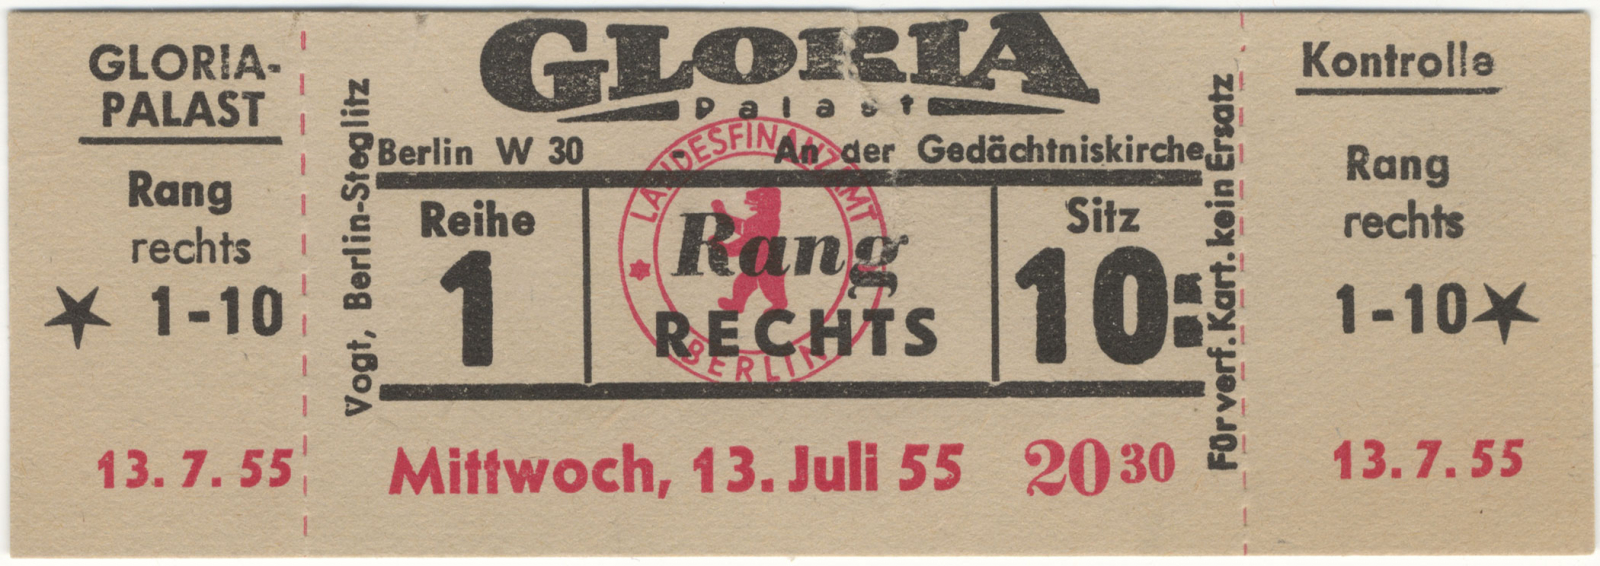 GLORIA-
PALAST
Rang
rechts
1-10
13.7.55
Vogt, Berlin-Steglitz
GLORIA
Palast
Berlin W 30 An der Gedächtniskirche
Reihe
1
Rang
RECHTS
Sitz
10
LANDESFINANZAMT
BERLIN
Mittwoch, 13. Juli 55 20 30
Für verf. Kart. kein Ersatz
Kontrolle
Rang
rechts
1-10
13.7.55